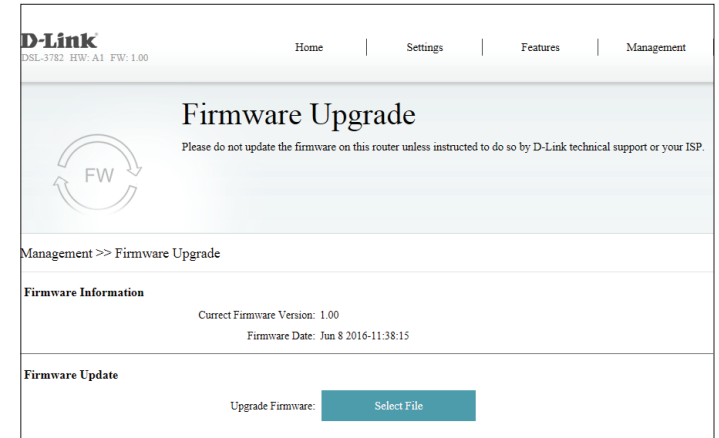 D-Link
DSL-3782 HW: A1 FW: 1.00
Home Settings Features Management
Firmware Upgrade
Please do not update the firmware on this router unless instructed to do so by D-Link technical support or your ISP.
FW
Management >> Firmware Upgrade
Firmware Information
Currect Firmware Version: 1.00
Firmware Date: Jun 8 2016-11:38:15
Firmware Update
Upgrade Firmware: Select File